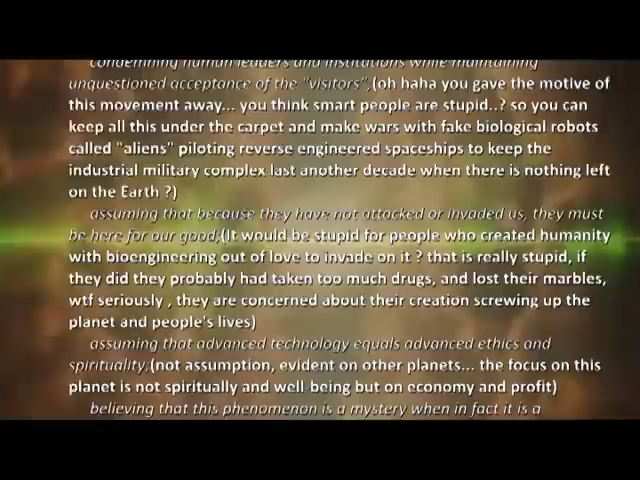 condemning human leaders and institutions while maintaining
unquestioned acceptance of the "visitors",(oh haha you gave the motive of
this movement away... you think smart people are stupid..? so you can
keep all this under the carpet and make wars with fake biological robots
called "aliens" piloting reverse engineered spaceships to keep the
industrial military complex last another decade when there is nothing left
on the Earth ?)
assuming that because they have not attacked or invaded us, they must
be here for our good,(It would be stupid for people who created humanity
with bioengineering out of love to invade on it ? that is really stupid, if
they did they probably had taken too much drugs, and lost their marbles,
wtf seriously , they are concerned about their creation screwing up the
planet and people's lives)
assuming that advanced technology equals advanced ethics and
spirituality,(not assumption, evident on other planets... the focus on this
planet is not spiritually and well being but on economy and profit)
believing that this phenomenon is a mystery when in fact it is a